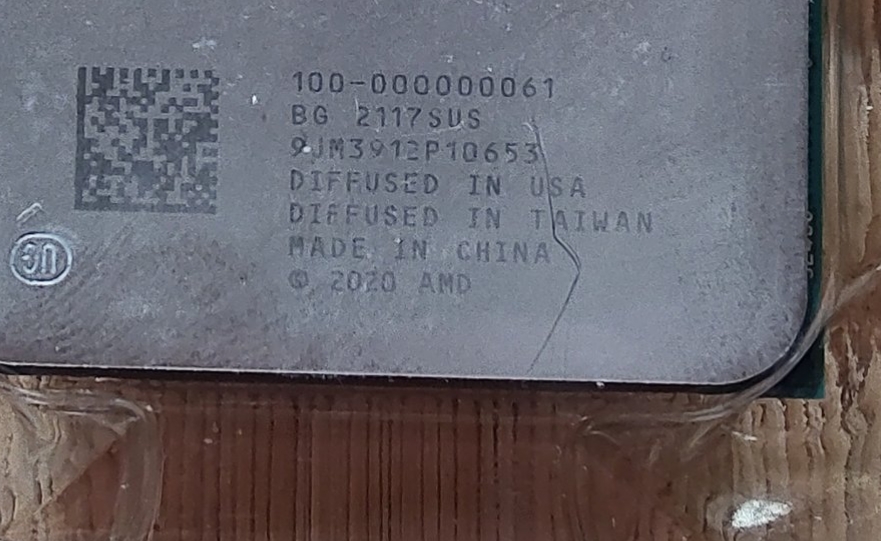 100-000000061
BG 2117SUS
9JM3912P10653
DIFFUSED IN USA
DIFFUSED IN TAIWAN
MADE IN CHINA
© 2020 AMD